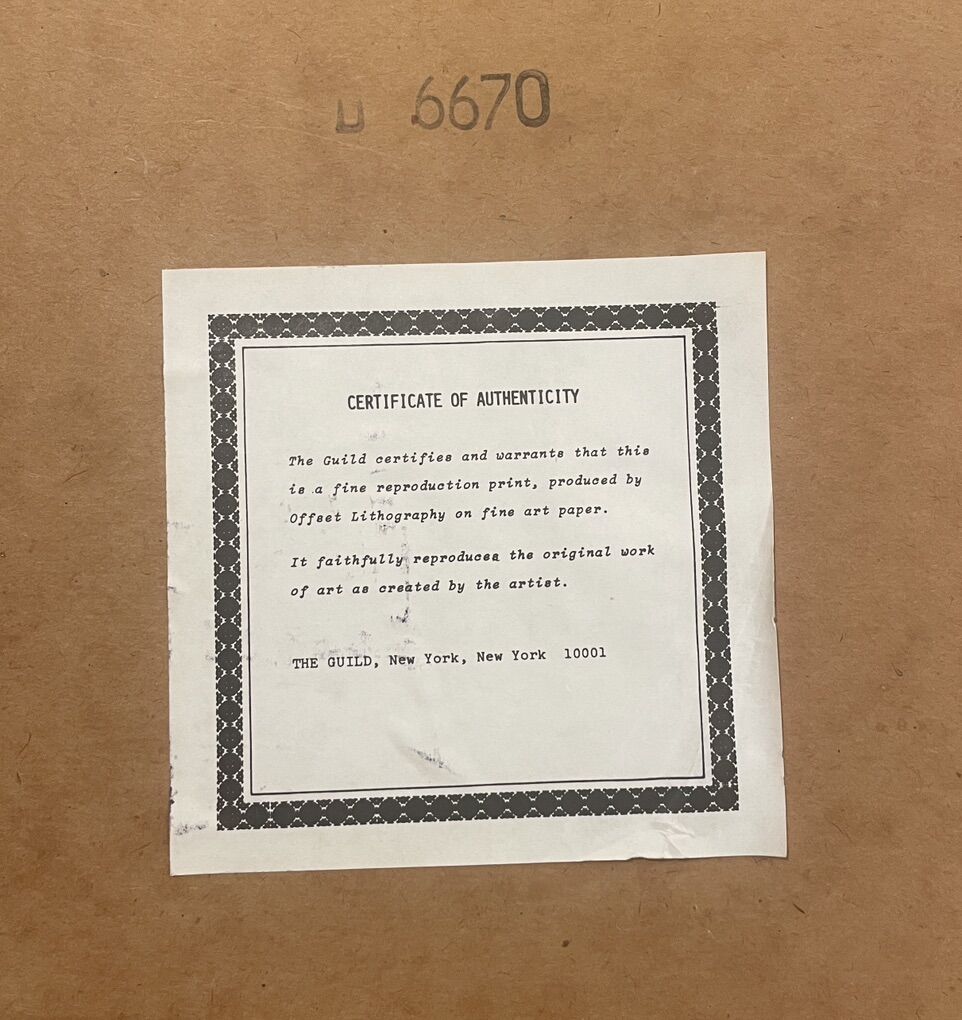 6670
CERTIFICATE OF AUTHENTICITY
The Guild certifies and warrants that this
is a fine reproduction print, produced by
Offset Lithography on fine art paper.
It faithfully reproduces the original work
of art as created by the artist.
THE GUILD, New York, New York 10001